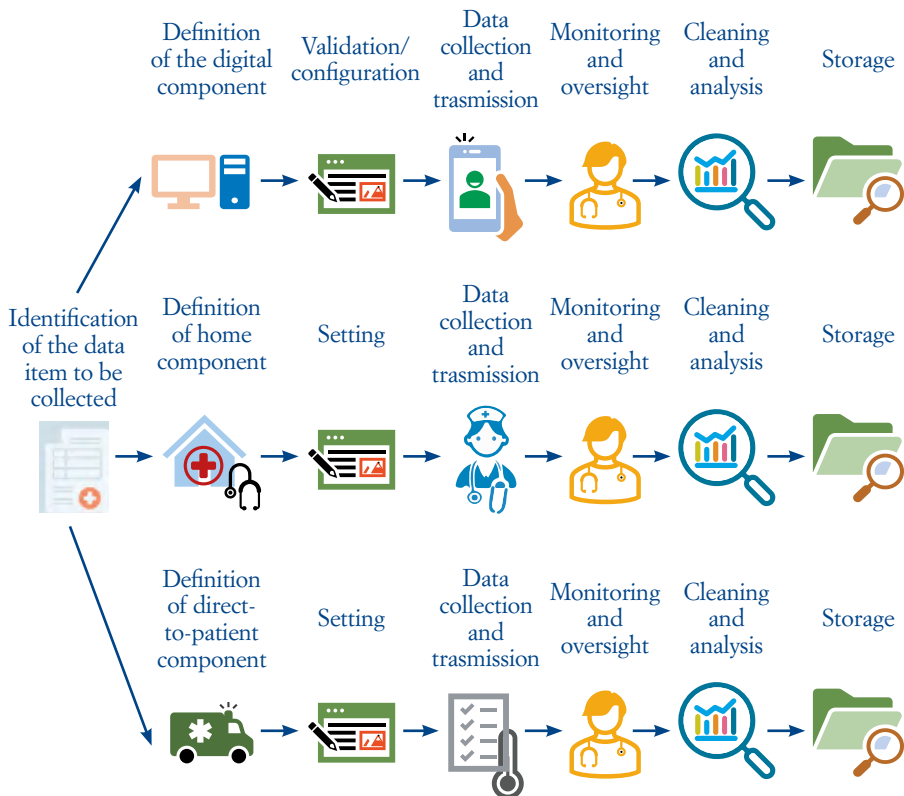 Definition
of the digital
component
Validation/
configuration
Data
collection
and
trasmission
Monitoring
and
oversight
Cleaning
and
analysis
Storage
Identification
of the data
item to be
collected
Definition
of home
component
Setting
Data
collection
and
trasmission
Monitoring
and
oversight
Cleaning
and
analysis
Storage
Definition
of direct-
to-patient
component
Setting
Data
collection
and
trasmission
Monitoring
and
oversight
Cleaning
and
analysis
Storage